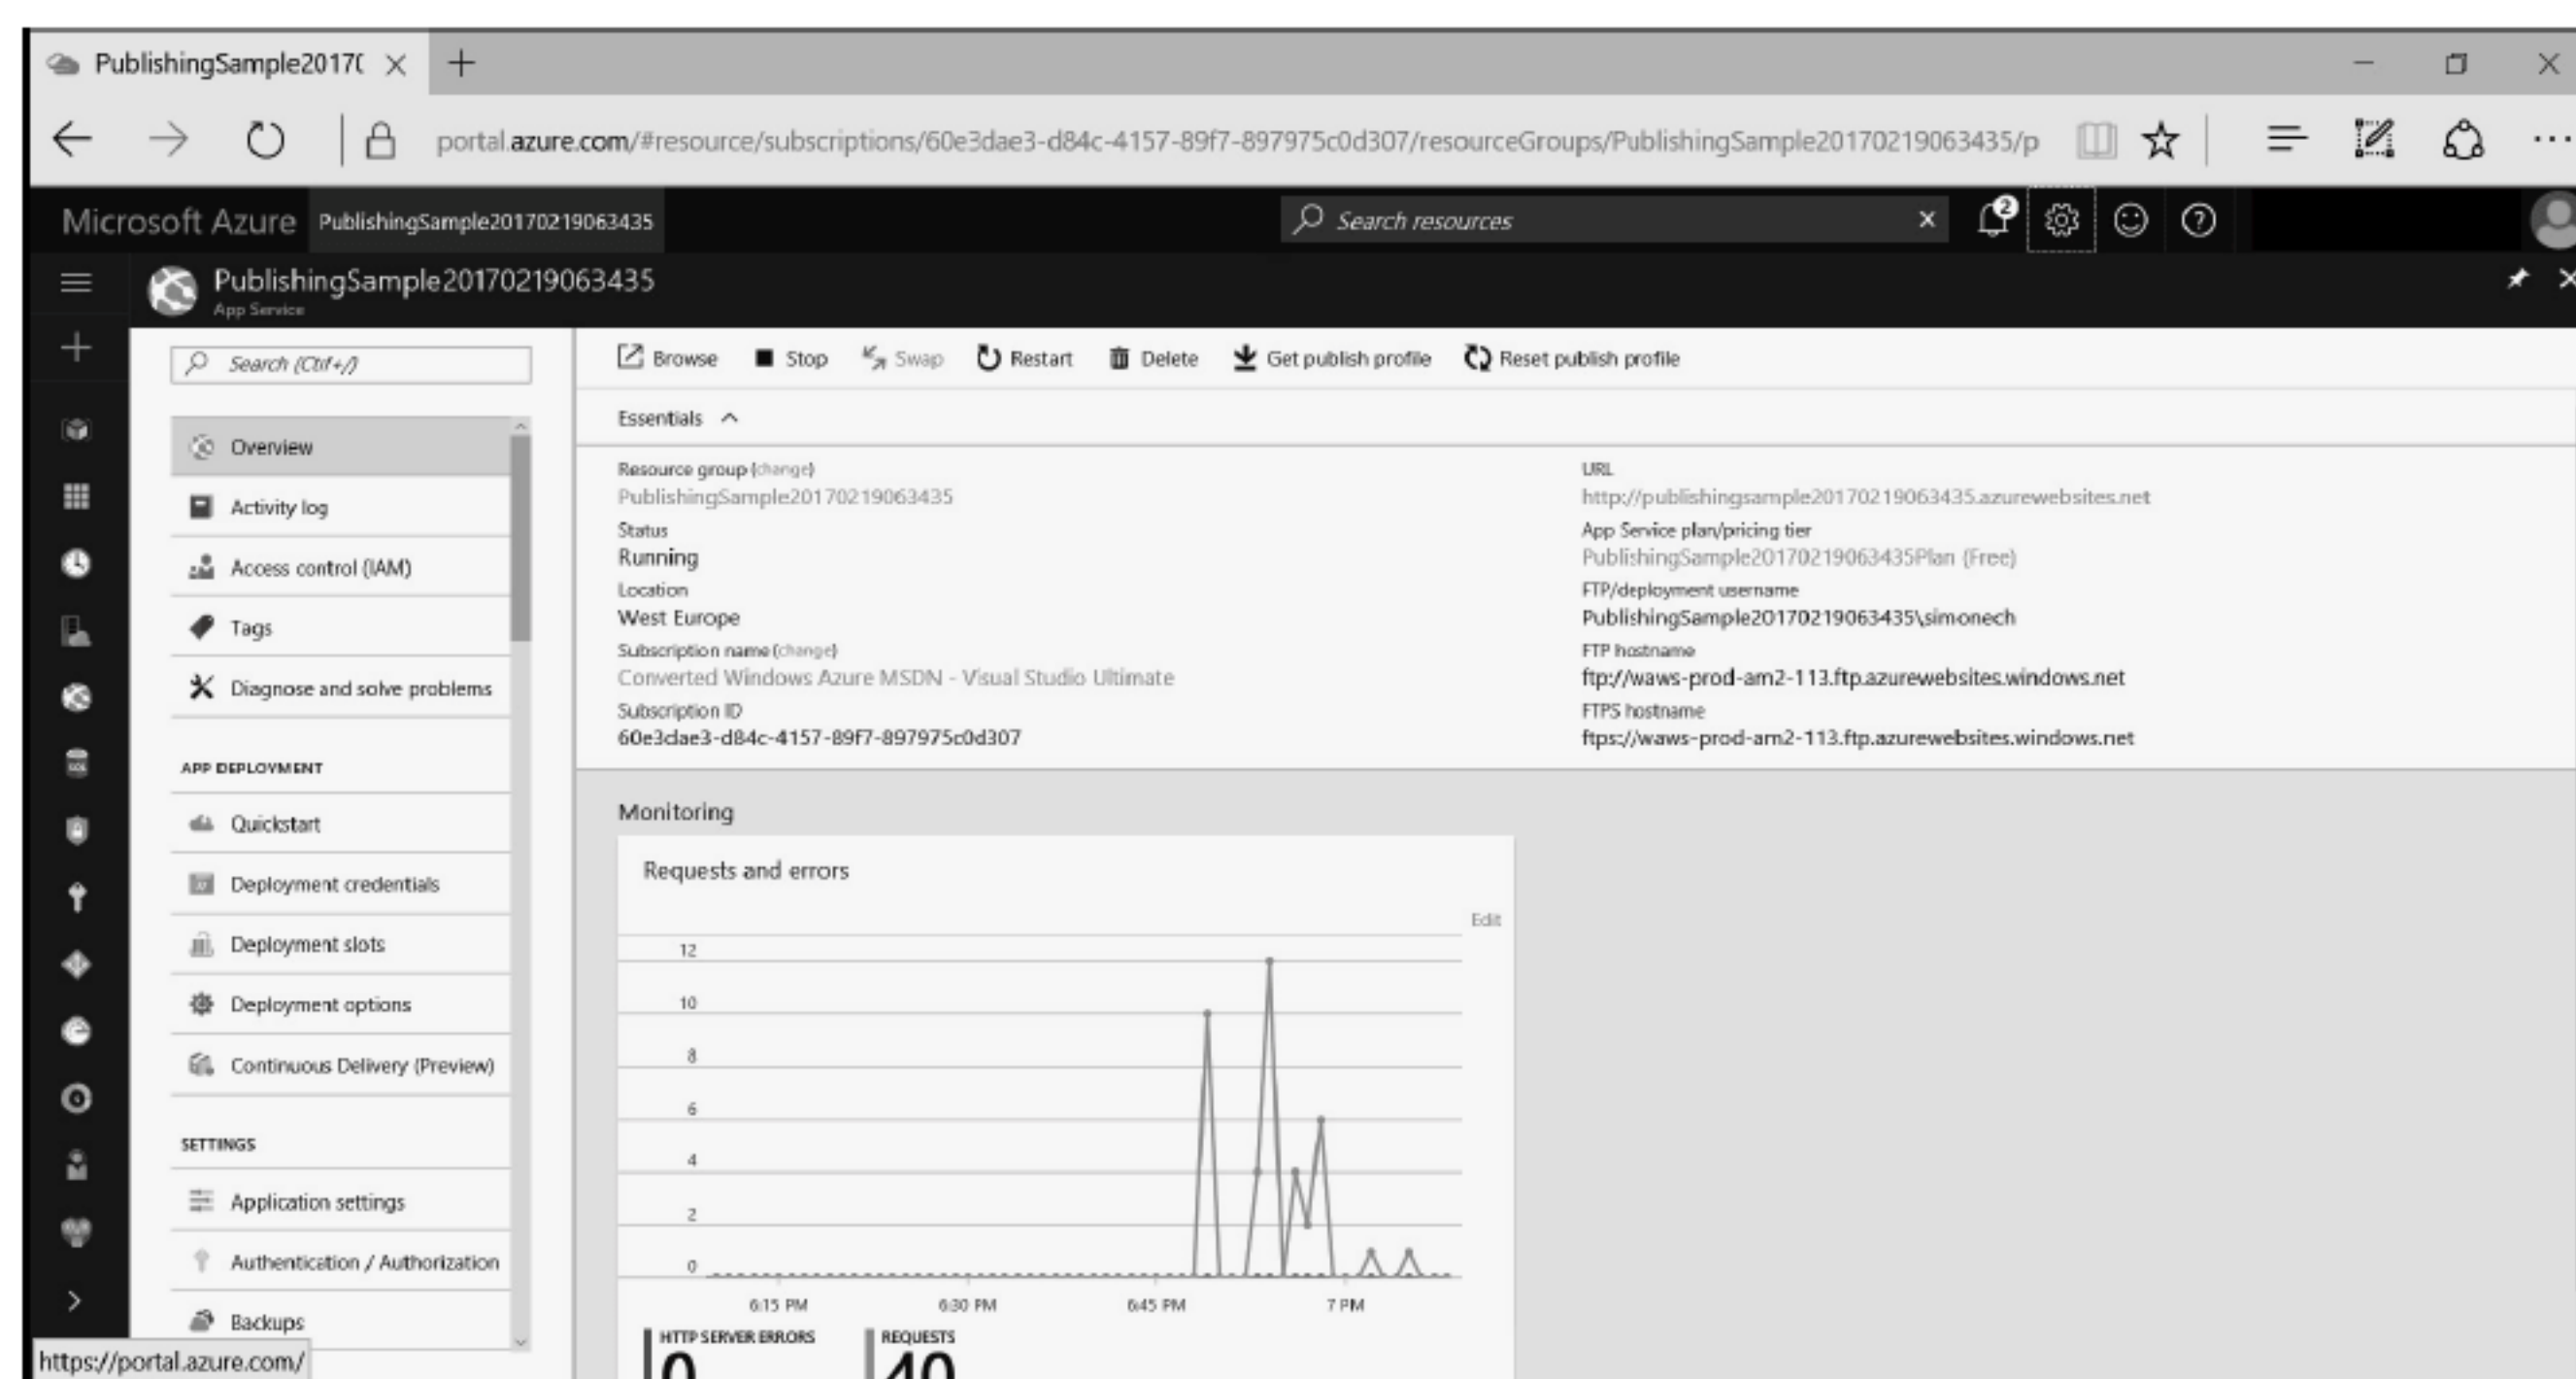 PublishingSample2017(
portal.azure.com/#resource/subscriptions/60e3dae3-d84c-4157-89f7-897975c0d307/resourceGroups/PublishingSample20170219063435/p
Microsoft Azure PublishingSample20170219063435 Search resources 2
PublishingSample20170219063435
App Service
Search (Ctrl+/)
Overview
Activity log
Access control (IAM)
Tags
Diagnose and solve problems
APP DEPLOYMENT
Quickstart
Deployment credentials
Deployment slots
Deployment options
Continuous Delivery (Preview)
SETTINGS
Application settings
Authentication / Authorization
Backups
https://portal.azure.com/
Browse Stop Swap Restart Delete Get publish profile Reset publish profile
Essentials
Resource group (change)
PublishingSample20170219063435
Status
Running
Location
West Europe
Subscription name (change)
Converted Windows Azure MSDN - Visual Studio Ultimate
Subscription ID
60e3dae3-d84c-4157-89f7-897975c0d307
URL
http://publishingsample20170219063435.azurewebsites.net
App Service plan/pricing tier
PublishingSample20170219063435Plan (Free)
FTP/deployment username
PublishingSample20170219063435\simonech
FTP hostname
ftp://waws-prod-am2-113.ftp.azurewebsites.windows.net
FTPS hostname
ftps://waws-prod-am2-113.ftp.azurewebsites.windows.net
Monitoring
Requests and errors
Edit
12
10
8
6
4
2
0
6:15 PM 6:30 PM 6:45 PM 7 PM
HTTP SERVER ERRORS REQUESTS
0 40